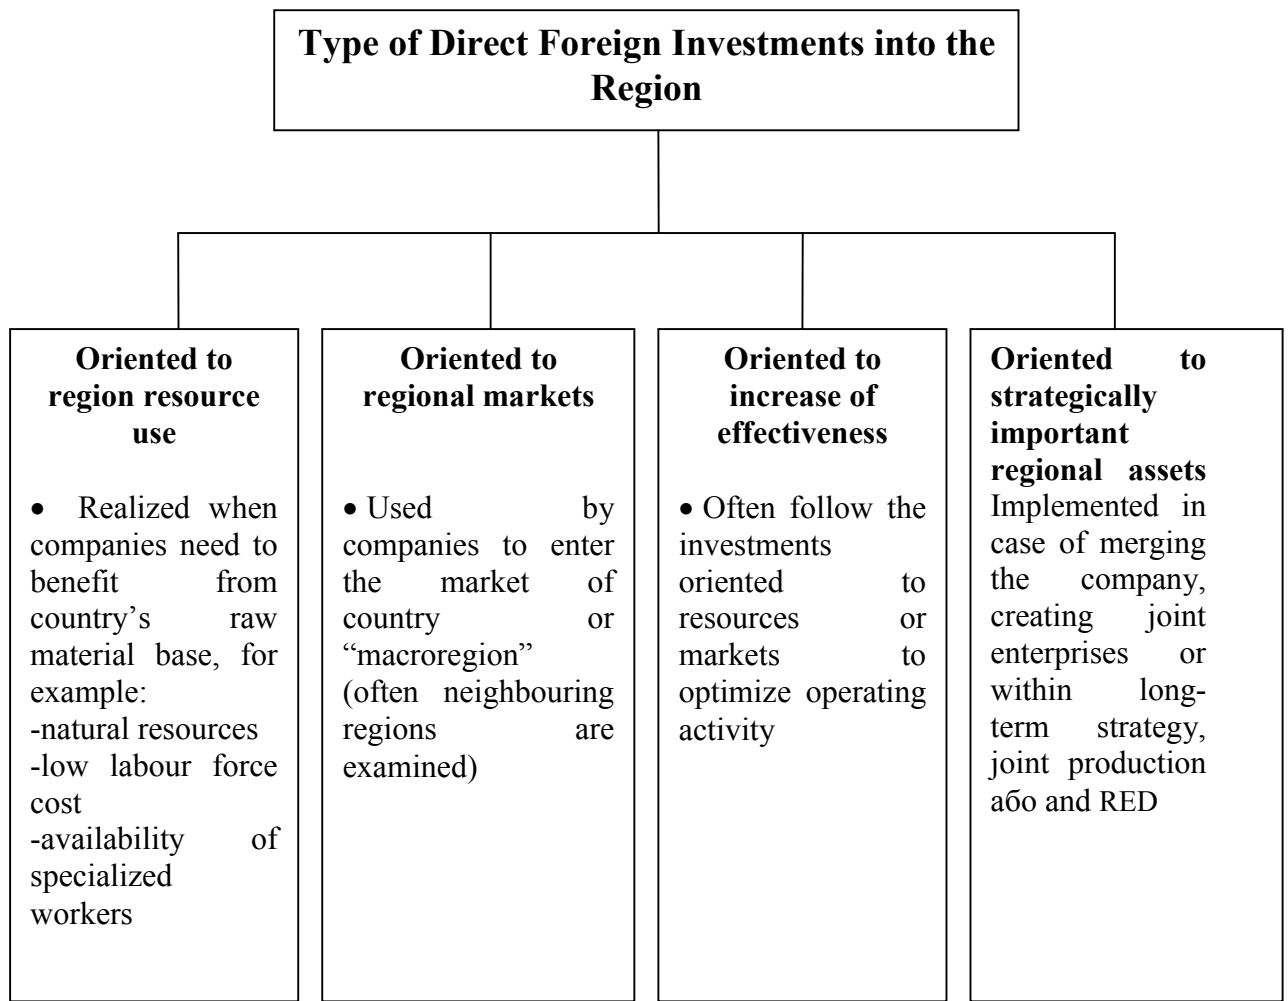 Type of Direct Foreign Investments into the
Region
Oriented to
region resource
use
• Realized when
companies need to
benefit from
country’s raw
material base, for
example:
-natural resources
-low labour force
cost
-availability of
specialized
workers
Oriented to
regional markets
• Used by
companies to enter
the market of
country or
“macroregion”
(often neighbouring
regions are
examined)
Oriented to
increase of
effectiveness
• Often follow the
investments
oriented to
resources or
markets to
optimize operating
activity
Oriented to
strategically
important
regional assets
Implemented in
case of merging
the company,
creating joint
enterprises or
within long-
term strategy,
joint production
або and RED